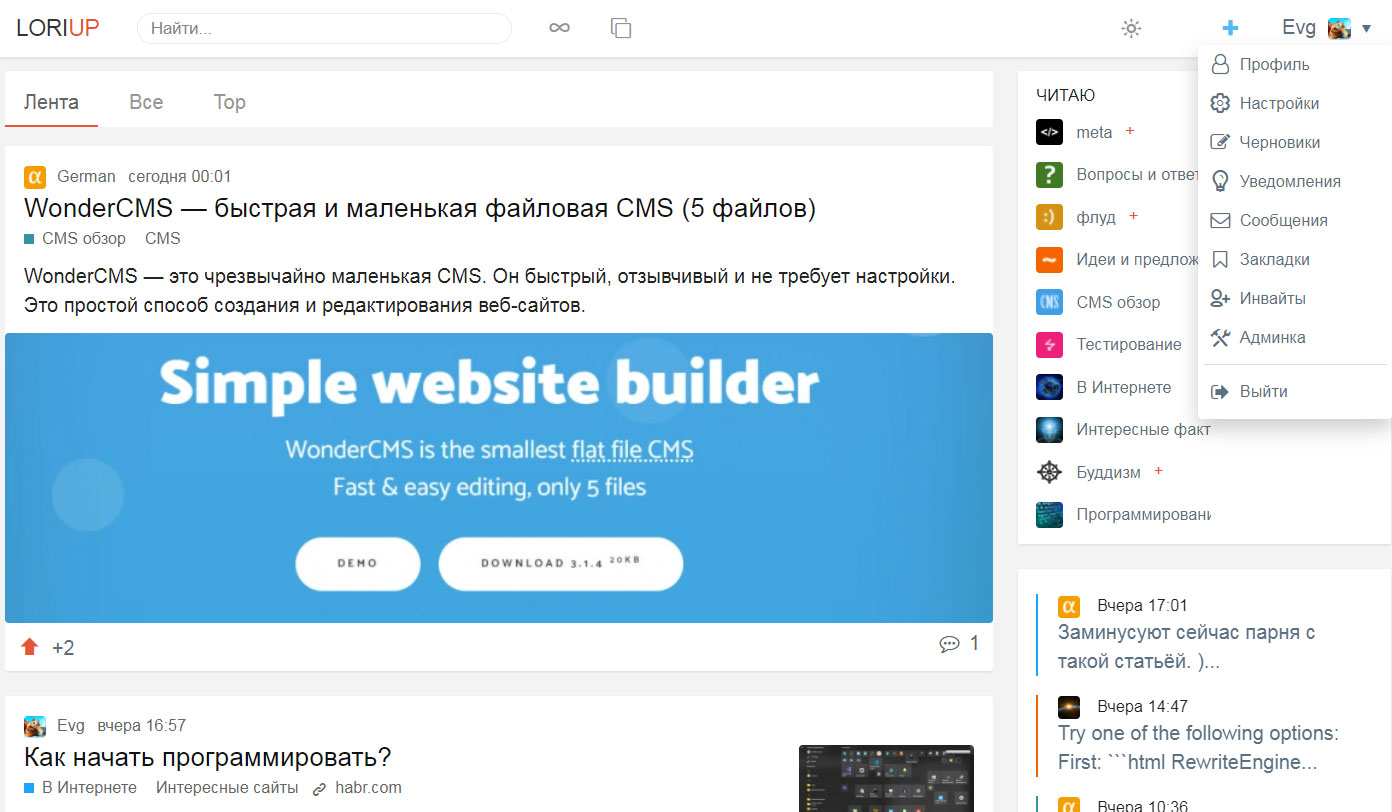 LORIUP
Найти...
Evg
Лента
Все
Top
German сегодня 00:01
WonderCMS — быстрая и маленькая файловая CMS (5 файлов)
CMS обзор CMS
WonderCMS — это чрезвычайно маленькая CMS. Он быстрый, отзывчивый и не требует настройки.
Это простой способ создания и редактирования веб-сайтов.
Simple website builder
WonderCMS is the smallest flat file CMS
Fast & easy editing, only 5 files
DEMO
DOWNLOAD 3.1.4 20KB
+2
1
Evg вчера 16:57
Как начать программировать?
В Интернете Интересные сайты habr.com
ЧИТАЮ
</> meta +
? Вопросы и ответ
:) флуд +
~ Идеи и предлож
CMS CMS обзор
Тестирование
В Интернете
Интересные факт
Буддизм +
Программировани
Профиль
Настройки
Черновики
Уведомления
Сообщения
Закладки
Инвайты
Админка
Выйти
α Вчера 17:01
Заминусуют сейчас парня с
такой статьёй. )...
Вчера 14:47
Try one of the following options:
First: ```html RewriteEngine...
α Вчера 10:36